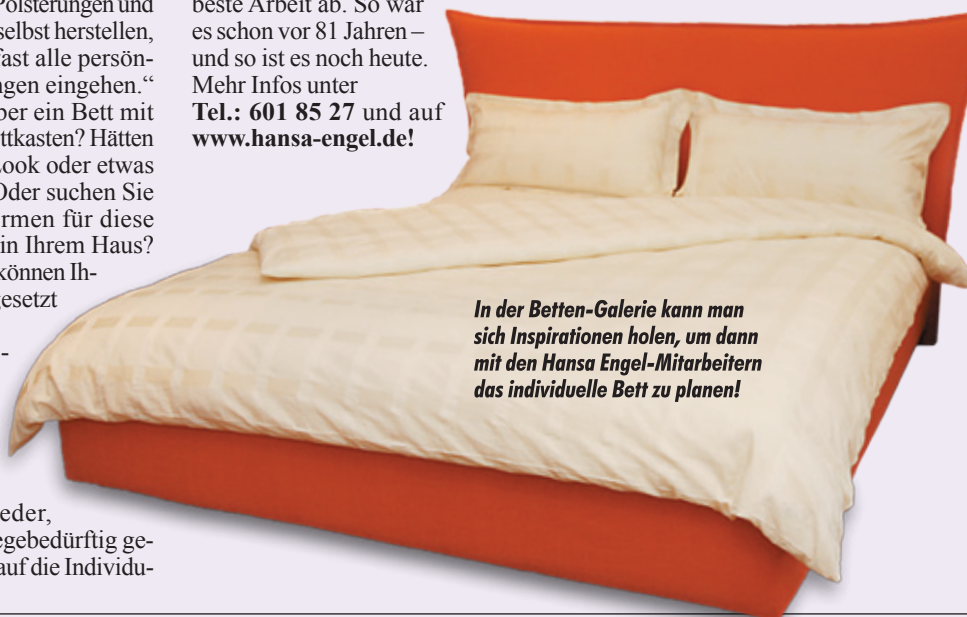 Polsterungen und
selbst herstellen,
fast alle persön-
ngen eingehen.“
ber ein Bett mit
ttkasten? Hätten
Look oder etwas
Oder suchen Sie
rmen für diese
in Ihrem Haus?
können Ih-
gesetzt
-
eder,
egebedürftig ge-
auf die Individu-
beste Arbeit ab. So war
es schon vor 81 Jahren –
und so ist es noch heute.
Mehr Infos unter
Tel.: 601 85 27 und auf
www.hansa-engel.de!
In der Betten-Galerie kann man
sich Inspirationen holen, um dann
mit den Hansa Engel-Mitarbeitern
das individuelle Bett zu planen!